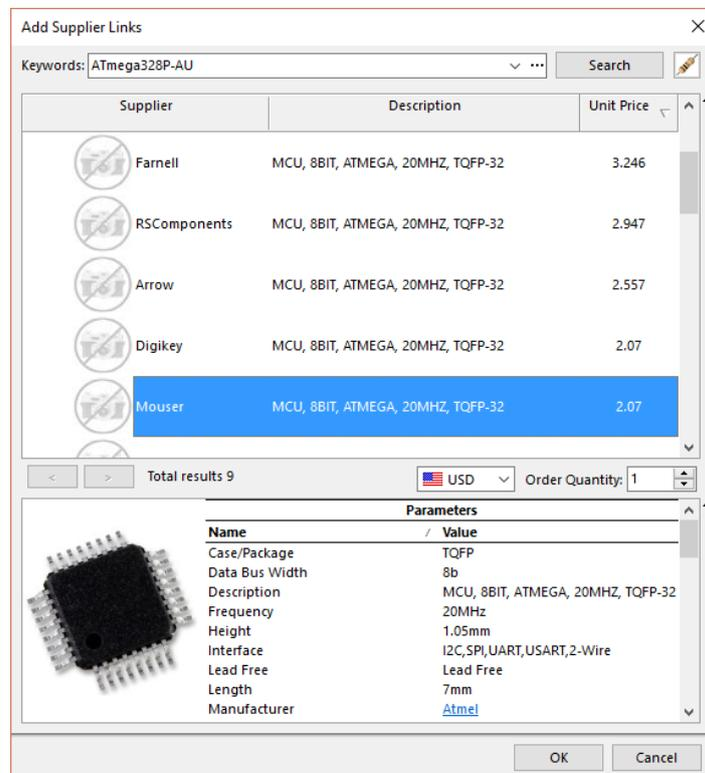 Add Supplier Links
Keywords: ATmega328P-AU Search
Supplier Description Unit Price
Farnell MCU, 8BIT, ATMEGA, 20MHZ, TQFP-32 3.246
RSComponents MCU, 8BIT, ATMEGA, 20MHZ, TQFP-32 2.947
Arrow MCU, 8BIT, ATMEGA, 20MHZ, TQFP-32 2.557
Digikey MCU, 8BIT, ATMEGA, 20MHZ, TQFP-32 2.07
Mouser MCU, 8BIT, ATMEGA, 20MHZ, TQFP-32 2.07
< > Total results 9 USD Order Quantity: 1
Parameters
Name / Value
Case/Package TQFP
Data Bus Width 8b
Description MCU, 8BIT, ATMEGA, 20MHZ, TQFP-32
Frequency 20MHz
Height 1.05mm
Interface I2C,SPI,UART,USART,2-Wire
Lead Free Lead Free
Length 7mm
Manufacturer Atmel
OK Cancel